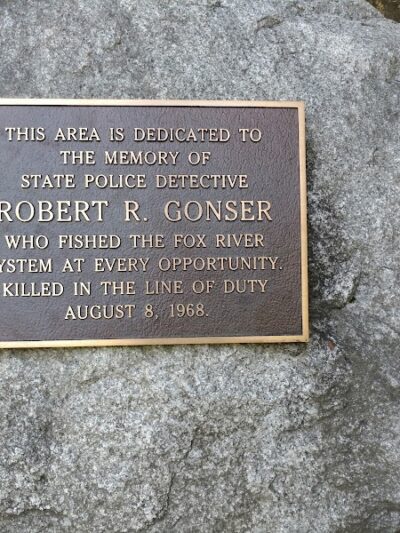 THIS AREA IS DEDICATED TO
THE MEMORY OF
STATE POLICE DETECTIVE
ROBERT R. GONSER
WHO FISHED THE FOX RIVER
YSTEM AT EVERY OPPORTUNITY.
KILLED IN THE LINE OF DUTY
AUGUST 8, 1968.